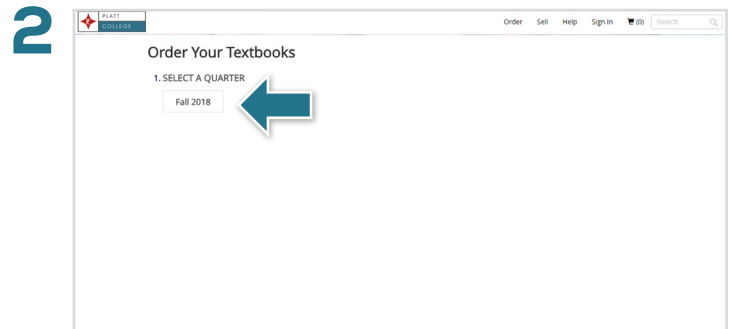 2
PLATT
COLLEGE
Order Sell Help Sign In (0) Search
Order Your Textbooks
1. SELECT A QUARTER
Fall 2018